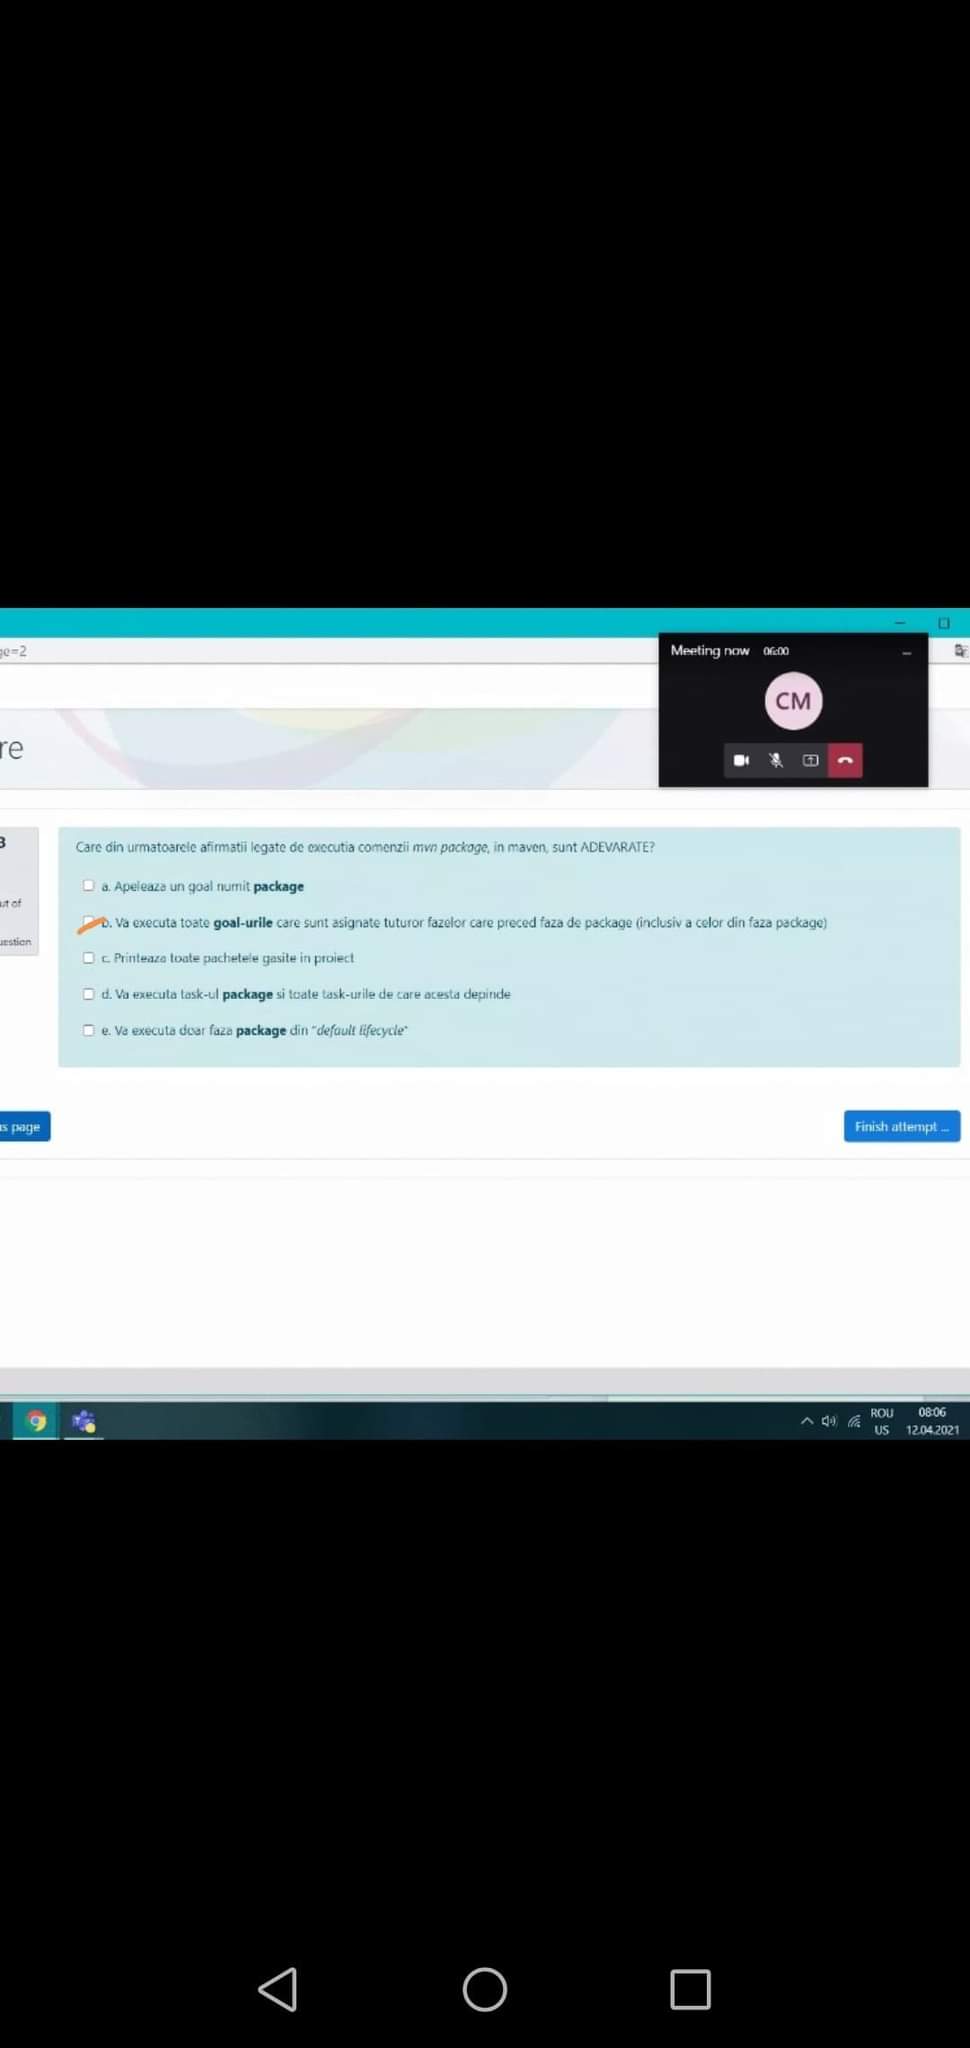 ge=2
Meeting now 06:00
CM
re
3
ut of
uestion
Care din urmatoarele afirmatii legate de executia comenzii mvn package, in maven, sunt ADEVARATE?
a. Apeleaza un goal numit package
b. Va executa toate goal-urile care sunt asignate tuturor fazelor care preced faza de package (inclusiv a celor din faza package)
c. Printeaza toate pachetele gasite in proiect
d. Va executa task-ul package si toate task-urile de care acesta depinde
e. Va executa doar faza package din "default lifecycle"
us page
Finish attempt ...
ROU 08:06
US 12.04.2021